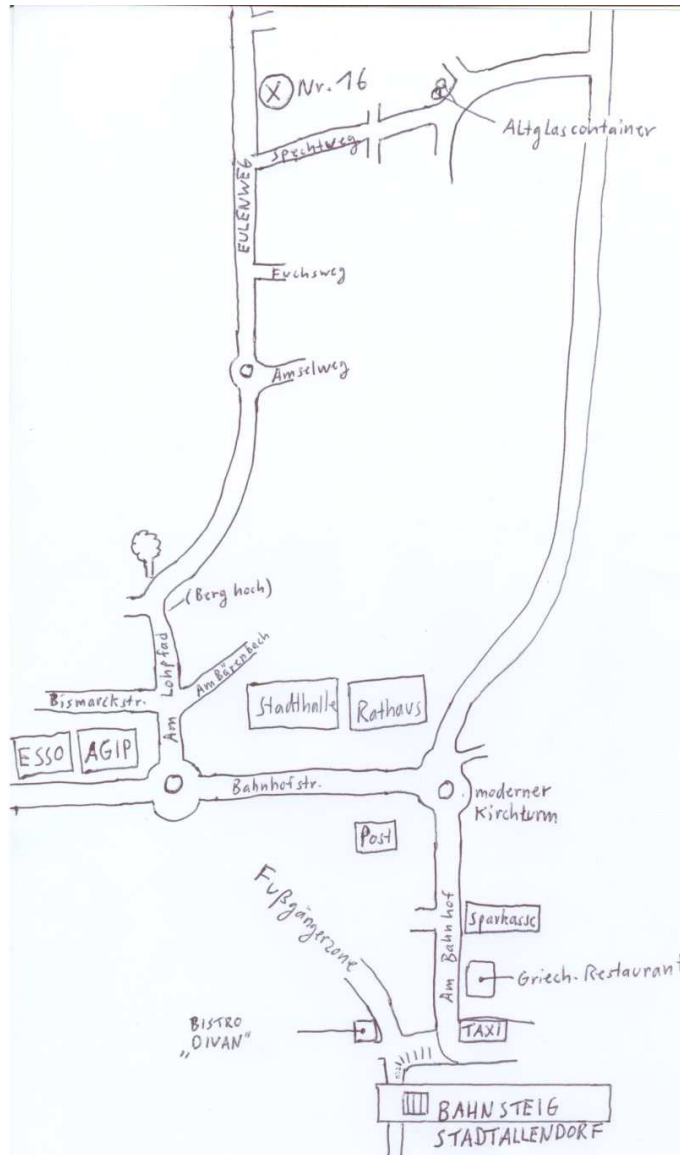 X Nr. 16
Altglascontainer
Spechtweg
EULENWEG
Fuchsweg
Amselweg
(Berg hoch)
Am Lohpfad
Am Bärenbach
Bismarckstr.
Stadthalle
Rathaus
ESSO
AGIP
Bahnhofstr.
moderner
Kirchturm
Post
Fußgängerzone
Am Bahnhof
Sparkasse
Griech. Restaurant
BISTRO
„DIVAN"
TAXI
BAHNSTEIG
STADTALLENDORF